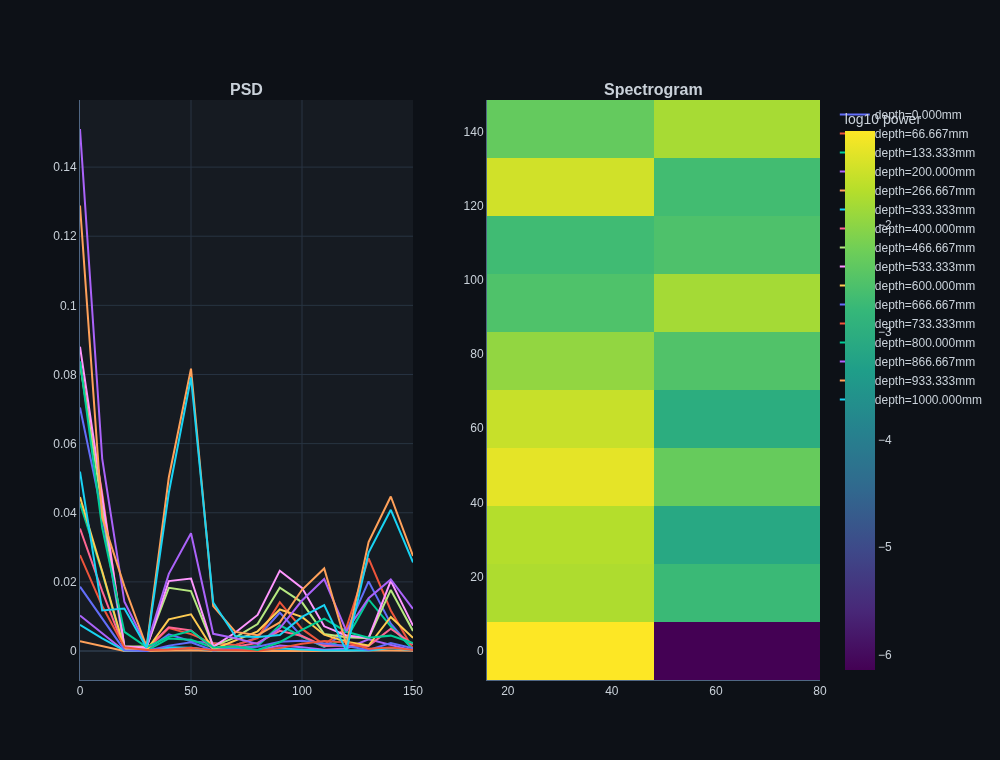 PSD
0.14
0.12
0.1
0.08
0.06
0.04
0.02
0
0
50
100
150
Spectrogram
140
120
100
80
60
40
20
0
20
40
60
80
log10 power
−2
−3
−4
−5
−6
depth=0.000mm
depth=66.667mm
depth=133.333mm
depth=200.000mm
depth=266.667mm
depth=333.333mm
depth=400.000mm
depth=466.667mm
depth=533.333mm
depth=600.000mm
depth=666.667mm
depth=733.333mm
depth=800.000mm
depth=866.667mm
depth=933.333mm
depth=1000.000mm